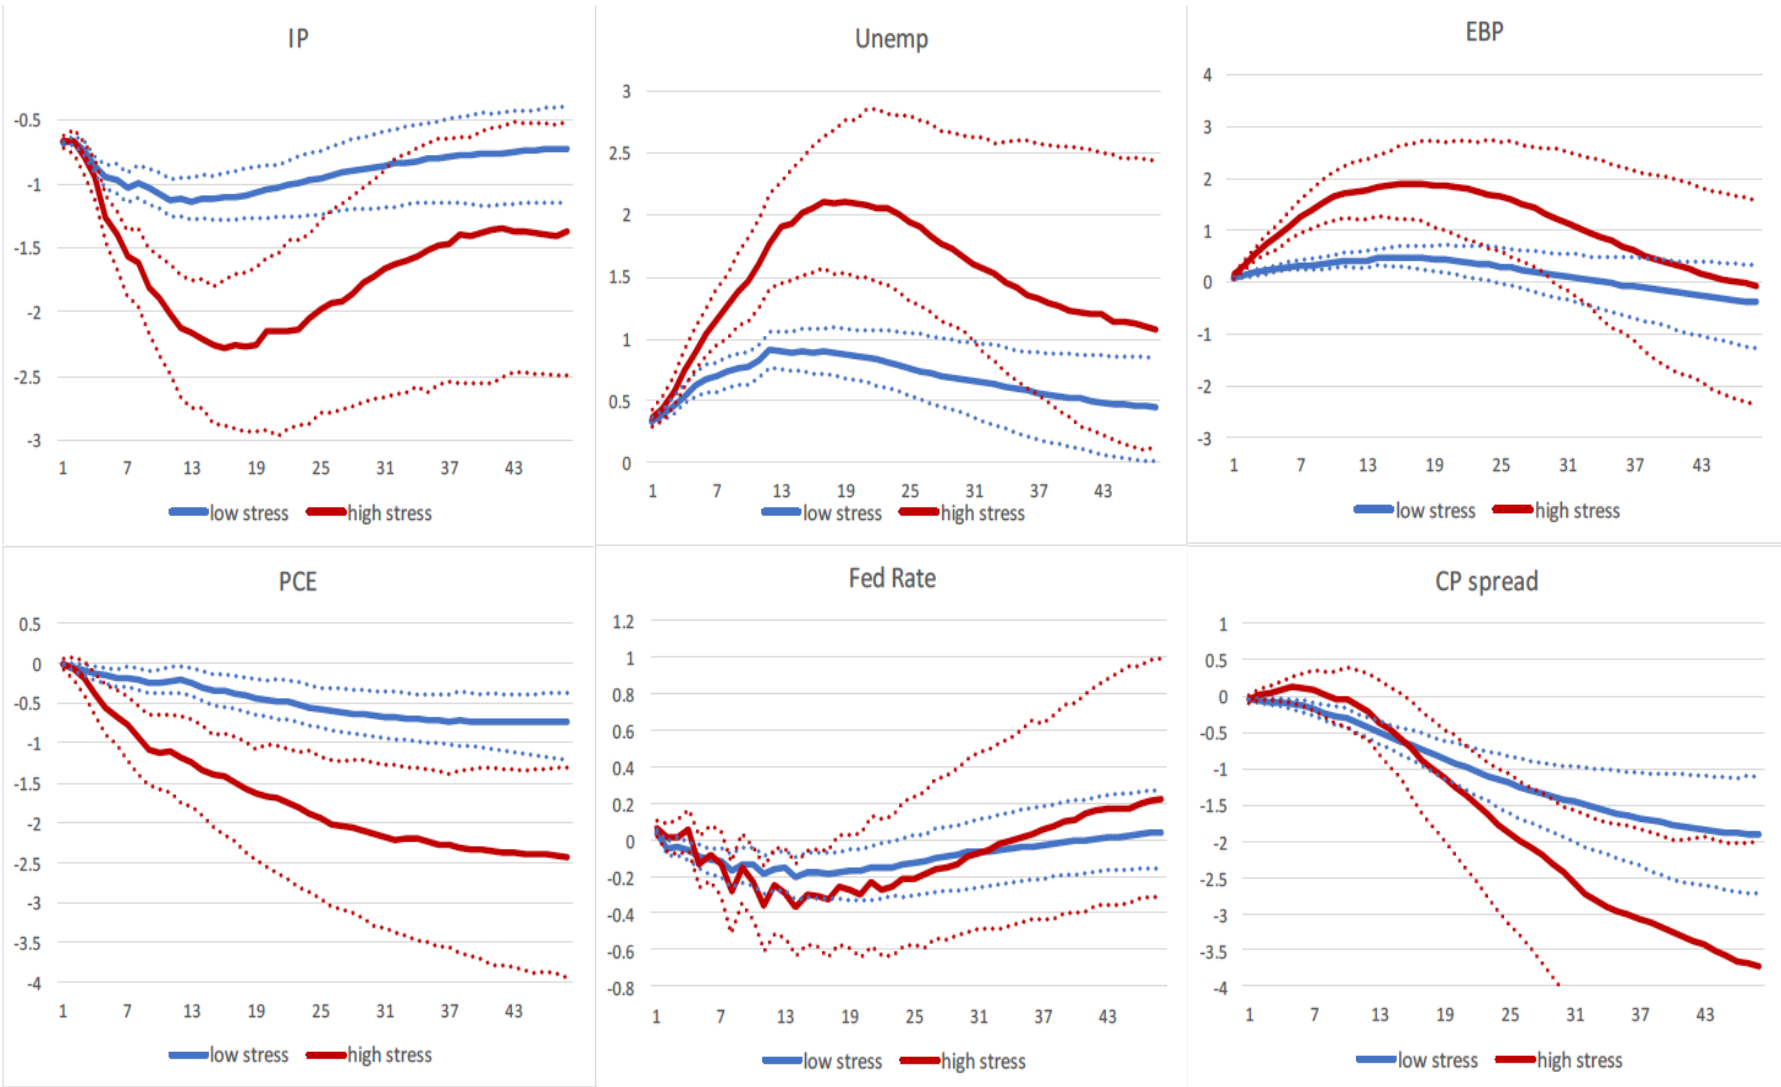 IP
-0.5
-1
-1.5
-2
-2.5
-3
1 7 13 19 25 31 37 43
low stress high stress
Unemp
3
2.5
2
1.5
1
0.5
0
1 7 13 19 25 31 37 43
low stress high stress
EBP
4
3
2
1
0
-1
-2
-3
1 7 13 19 25 31 37 43
low stress high stress
PCE
0.5
0
-0.5
-1
-1.5
-2
-2.5
-3
-3.5
-4
1 7 13 19 25 31 37 43
low stress high stress
Fed Rate
1.2
1
0.8
0.6
0.4
0.2
0
-0.2
-0.4
-0.6
-0.8
1 7 13 19 25 31 37 43
low stress high stress
CP spread
1
0.5
0
-0.5
-1
-1.5
-2
-2.5
-3
-3.5
-4
1 7 13 19 25 31 37 43
low stress high stress